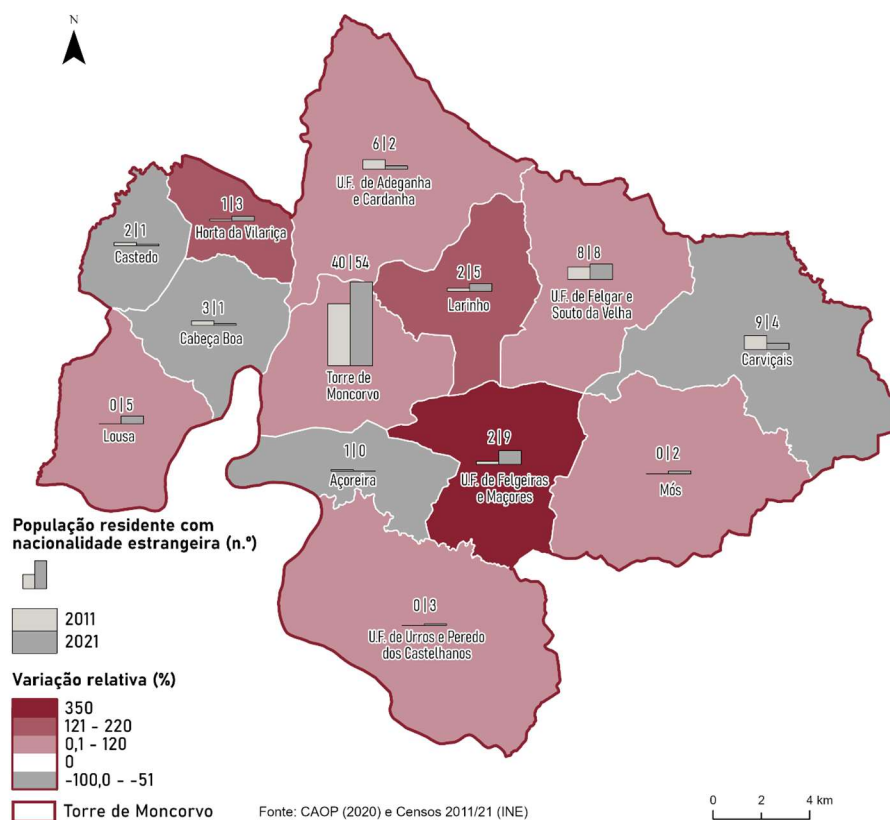 N
6|2
U.F. de Adeganha
e Cardanha
1|3
Horta da Vilariça
2|1
Castedo
40|54
Torre de
Moncorvo
2|5
Larinho
8|8
U.F. de Felgar e
Souto da Velha
3|1
Cabeça Boa
9|4
Carviçais
0|5
Lousa
1|0
Açoreira
2|9
U.F. de Felgeiras
e Maçores
0|2
Mós
0|3
U.F. de Urros e Peredo
dos Castelhanos
População residente com
nacionalidade estrangeira (n.º)
2011
2021
Variação relativa (%)
350
121 - 220
0,1 - 120
0
-100,0 - -51
Torre de Moncorvo
Fonte: CAOP (2020) e Censos 2011/21 (INE)
0 2 4 km